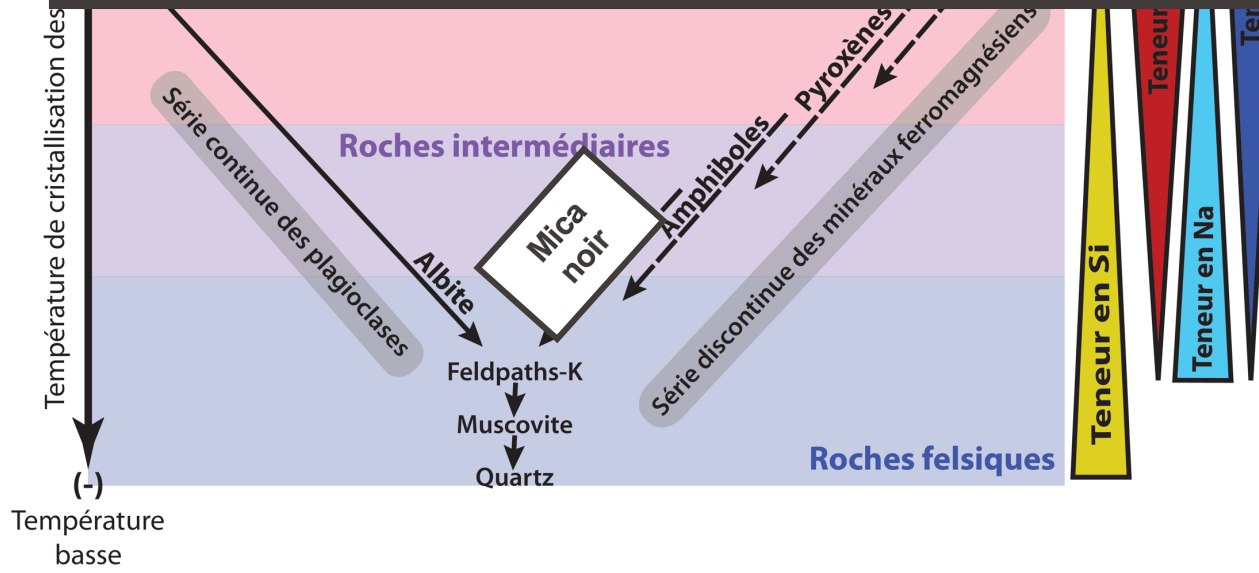 Température de cristallisation des
Série continue des plagioclases
Roches intermédiaires
Pyroxènes
Amphiboles
Série discontinue des minéraux ferromagnésiens
Mica
noir
Albite
Feldpaths-K
Muscovite
Quartz
Roches felsiques
(-)
Température
basse
Teneur en Si
Teneur
Teneur en Na